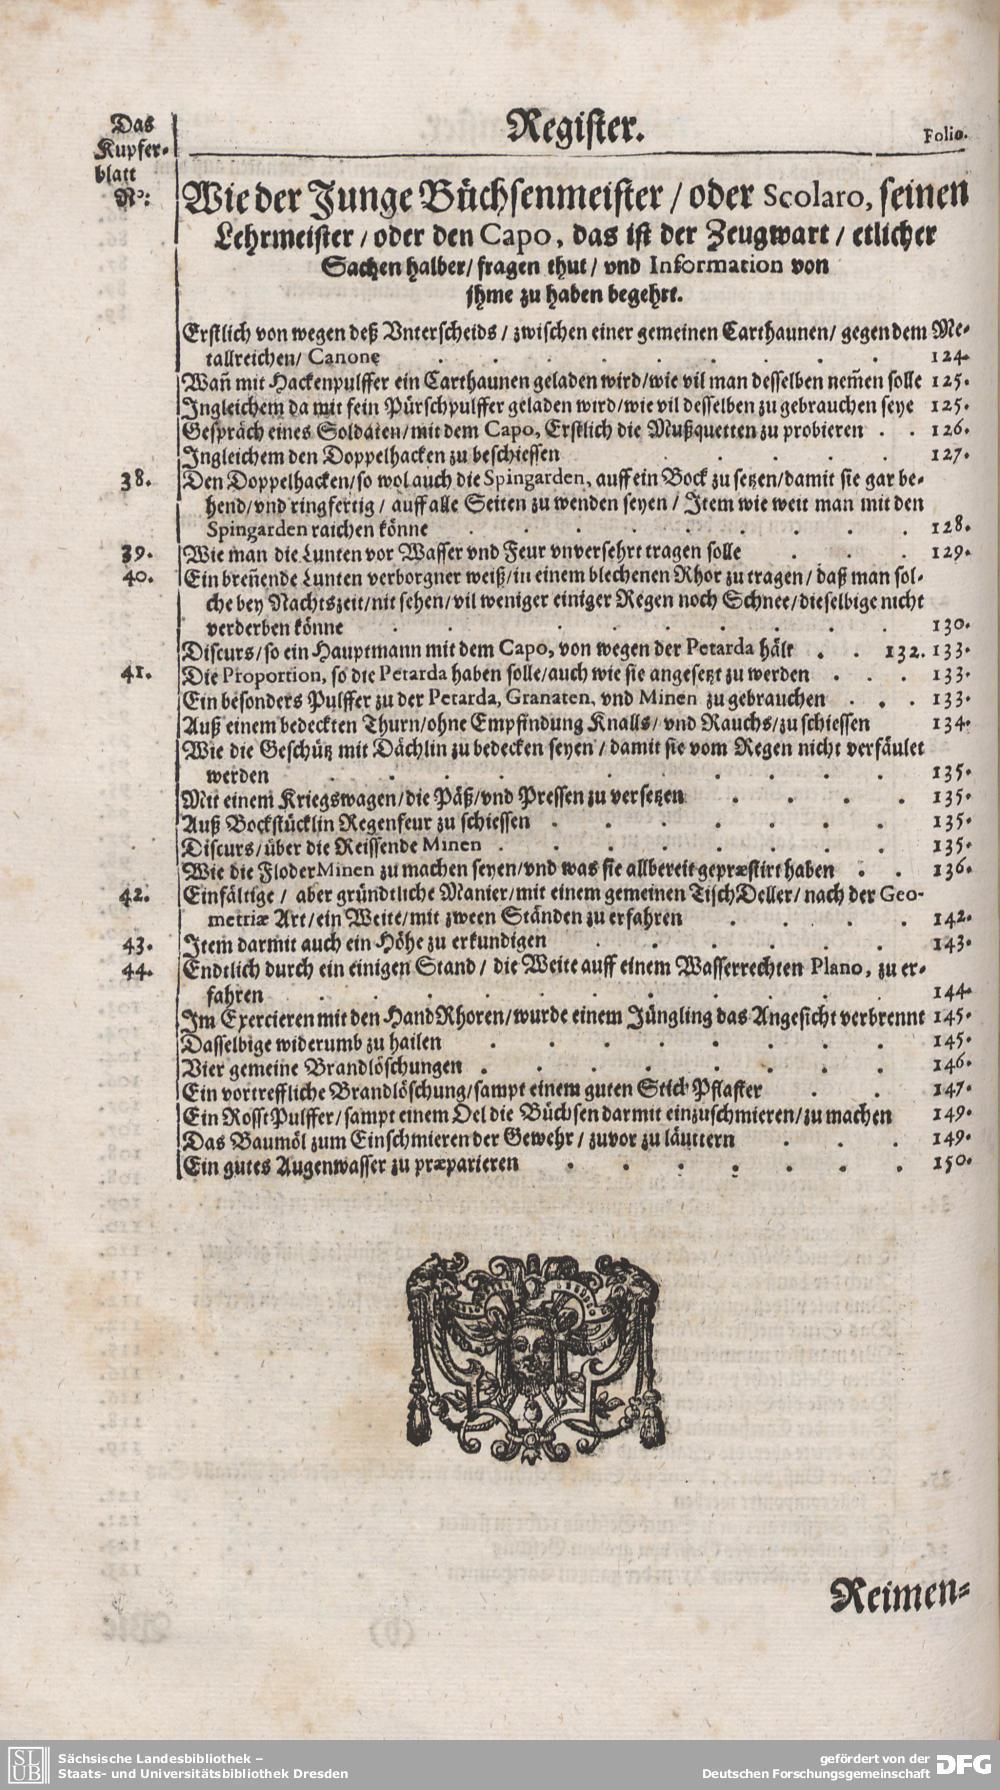 Das
Kupfer-
blatt
No:
Register.
Folio.
Wie der Junge Büchsenmeister / oder Scolaro, seinen
Lehrmeister / oder den Capo, das ist der Zeugwart / etlicher
Sachen halber / fragen thut / vnd Information von
jhme zu haben begehrt.
Erstlich von wegen deß Vnterscheids / zwischen einer gemeinen Carthaunen / gegen dem Me-
tallreichen / Canone . . . . . . . . 124.
Wañ mit Hackenpulffer ein Carthaunen geladen wird / wie vil man desselben nem̃en solle 125.
Ingleichem da mit fein Pürschpulffer geladen wird / wie vil desselben zu gebrauchen seye 125.
Gespräch eines Soldaten / mit dem Capo, Erstlich die Mußquetten zu probieren . . 126.
Ingleichem den Doppelhacken zu beschiessen . . . . . 127.
38. Den Doppelhacken / so wol auch die Spingarden, auff ein Bock zu setzen / damit sie gar be-
hend / vnd ringfertig / auff alle Seiten zu wenden seyen / Item wie weit man mit den
Spingarden raichen könne . . . . . . . . 128.
39. Wie man die Lunten vor Wasser vnd Feur vnversehrt tragen solle . . . 129.
40. Ein breñende Lunten verborgner weiß / in einem blechenen Rhor zu tragen / daß man sol-
che bey Nachtszeit / nit sehen / vil weniger einiger Regen noch Schnee / dieselbige nicht
verderben könne . . . . . . . . . 130.
Discurs / so ein Hauptmann mit dem Capo, von wegen der Petarda hält . . 132. 133.
41. Die Proportion, so die Petarda haben solle / auch wie sie angesetzt zu werden . . . 133.
Ein besonders Pulffer zu der Petarda, Granaten, vnd Minen zu gebrauchen . . . 133.
Auß einem bedeckten Thurn / ohne Empfindung Knalls / vnd Rauchs / zu schiessen 134.
Wie die Geschütz mit Dächlin zu bedecken seyen / damit sie vom Regen nicht verfäulet
werden . . . . . . . . . 135.
Mit einem Kriegswagen / die Päß / vnd Pressen zu versetzen . . . . 135.
Auß Bockstücklin Regenfeur zu schiessen . . . . . . . 135.
Discurs / über die Reissende Minen . . . . . . . . 135.
Wie die FloderMinen zu machen seyen / vnd was sie allbereit gepræstirt haben . . 136.
42. Einfältige / aber gründtliche Manier / mit einem gemeinen TischDeller / nach der Geo-
metriæ Art / ein Weite / mit zween Ständen zu erfahren . . . . 142.
43. Item darmit auch ein Höhe zu erkundigen . . . . . . 143.
44. Endtlich durch ein einigen Stand / die Weite auff einem Wasserrechten Plano, zu er-
fahren . . . . . . . . . . 144.
Im Exercieren mit den HandRhoren / wurde einem Jüngling das Angesicht verbrennt 145.
Dasselbige widerumb zu hailen . . . . . . . . 145.
Vier gemeine Brandlöschungen . . . . . . . . 146.
Ein vortreffliche Brandlöschung / sampt einem guten Stich Pflaster . . 147.
Ein RosstPulffer / sampt einem Oel die Büchsen darmit einzuschmieren / zu machen 149.
Das Baumöl zum Einschmieren der Gewehr / zuvor zu läuttern . . . 149.
Ein gutes Augenwasser zu præparieren . . . . . . . 150.
Reimen-
SLUB
Sächsische Landesbibliothek –
Staats- und Universitätsbibliothek Dresden
gefördert von der
Deutschen Forschungsgemeinschaft
DFG